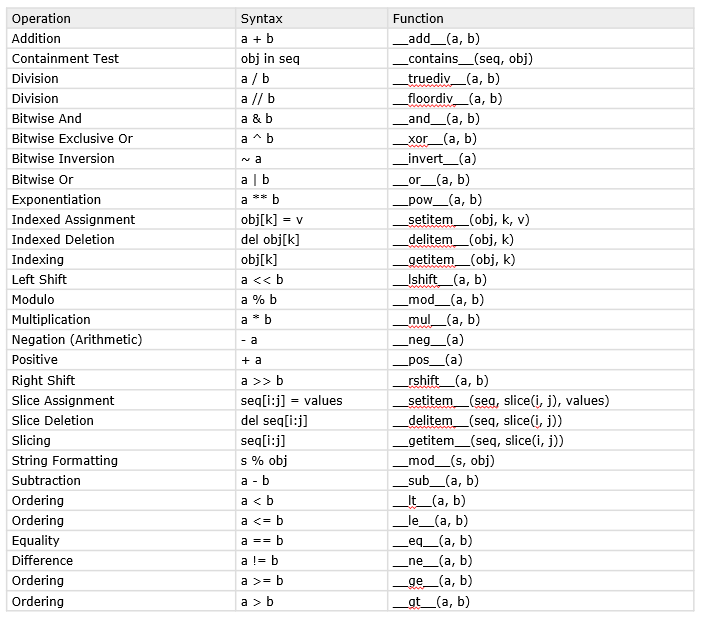 Operation Syntax Function
Addition a + b __add__(a, b)
Containment Test obj in seq __contains__(seq, obj)
Division a / b __truediv__(a, b)
Division a // b __floordiv__(a, b)
Bitwise And a & b __and__(a, b)
Bitwise Exclusive Or a ^ b __xor__(a, b)
Bitwise Inversion ~ a __invert__(a)
Bitwise Or a | b __or__(a, b)
Exponentiation a ** b __pow__(a, b)
Indexed Assignment obj[k] = v __setitem__(obj, k, v)
Indexed Deletion del obj[k] __delitem__(obj, k)
Indexing obj[k] __getitem__(obj, k)
Left Shift a << b __lshift__(a, b)
Modulo a % b __mod__(a, b)
Multiplication a * b __mul__(a, b)
Negation (Arithmetic) - a __neg__(a)
Positive + a __pos__(a)
Right Shift a >> b __rshift__(a, b)
Slice Assignment seq[i:j] = values __setitem__(seq, slice(i, j), values)
Slice Deletion del seq[i:j] __delitem__(seq, slice(i, j))
Slicing seq[i:j] __getitem__(seq, slice(i, j))
String Formatting s % obj __mod__(s, obj)
Subtraction a - b __sub__(a, b)
Ordering a < b __lt__(a, b)
Ordering a <= b __le__(a, b)
Equality a == b __eq__(a, b)
Difference a != b __ne__(a, b)
Ordering a >= b __ge__(a, b)
Ordering a > b __gt__(a, b)